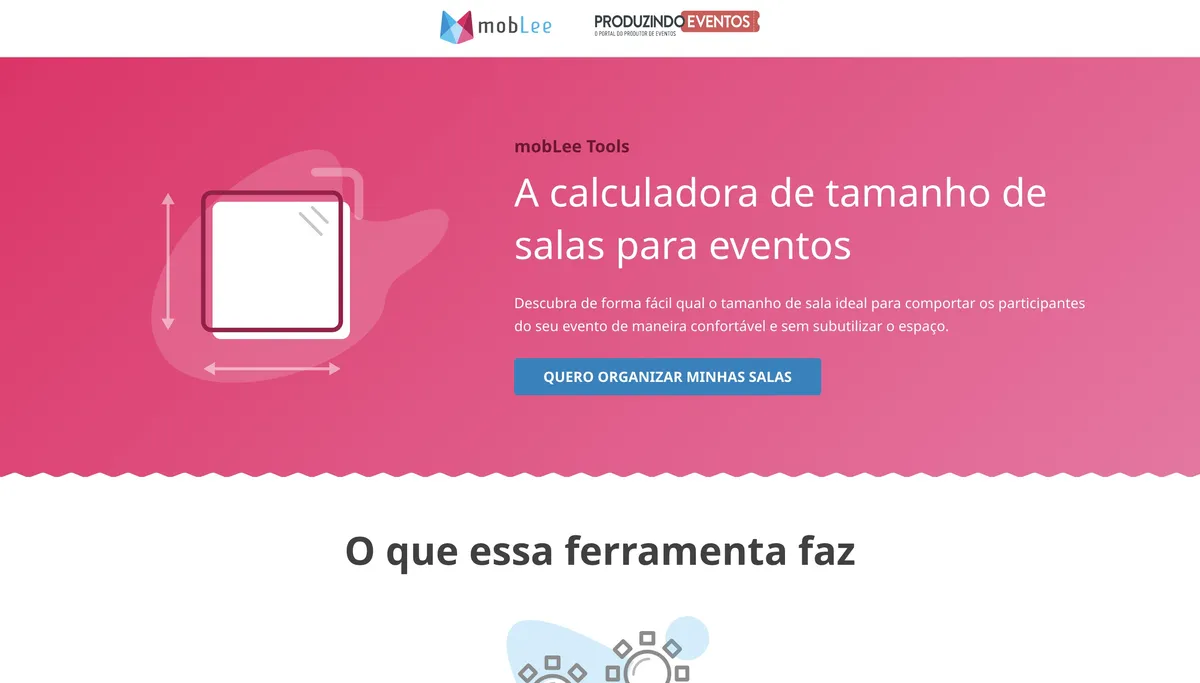 mobLee
PRODUZINDO EVENTOS
O PORTAL DO PRODUTOR DE EVENTOS
mobLee Tools
A calculadora de tamanho de
salas para eventos
Descubra de forma fácil qual o tamanho de sala ideal para comportar os participantes
do seu evento de maneira confortável e sem subutilizar o espaço.
QUERO ORGANIZAR MINHAS SALAS
O que essa ferramenta faz